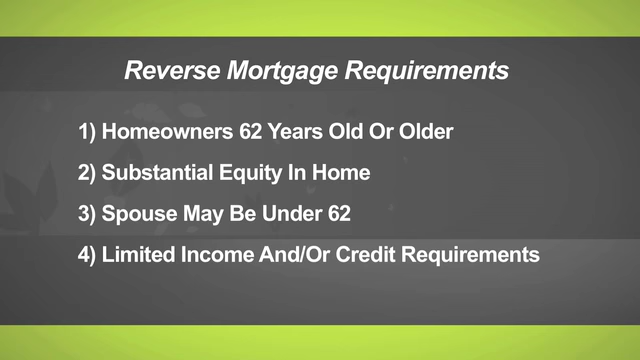 Reverse Mortgage Requirements
1) Homeowners 62 Years Old Or Older
2) Substantial Equity In Home
3) Spouse May Be Under 62
4) Limited Income And/Or Credit Requirements